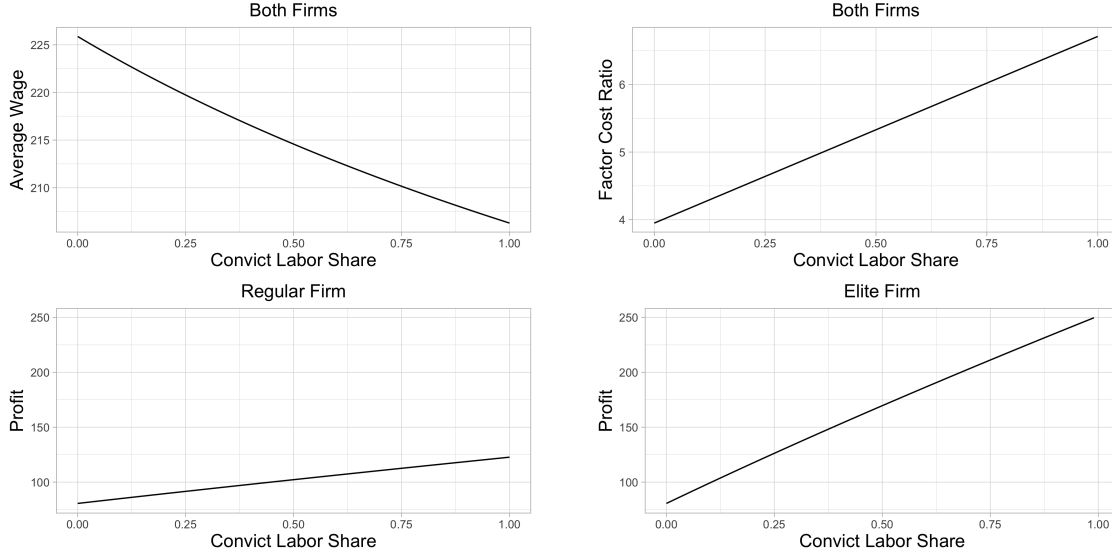 Both Firms
Average Wage
225
220
215
210
0.00 0.25 0.50 0.75 1.00
Convict Labor Share
Both Firms
Factor Cost Ratio
6
5
4
0.00 0.25 0.50 0.75 1.00
Convict Labor Share
Regular Firm
Profit
250
200
150
100
0.00 0.25 0.50 0.75 1.00
Convict Labor Share
Elite Firm
Profit
250
200
150
100
0.00 0.25 0.50 0.75 1.00
Convict Labor Share